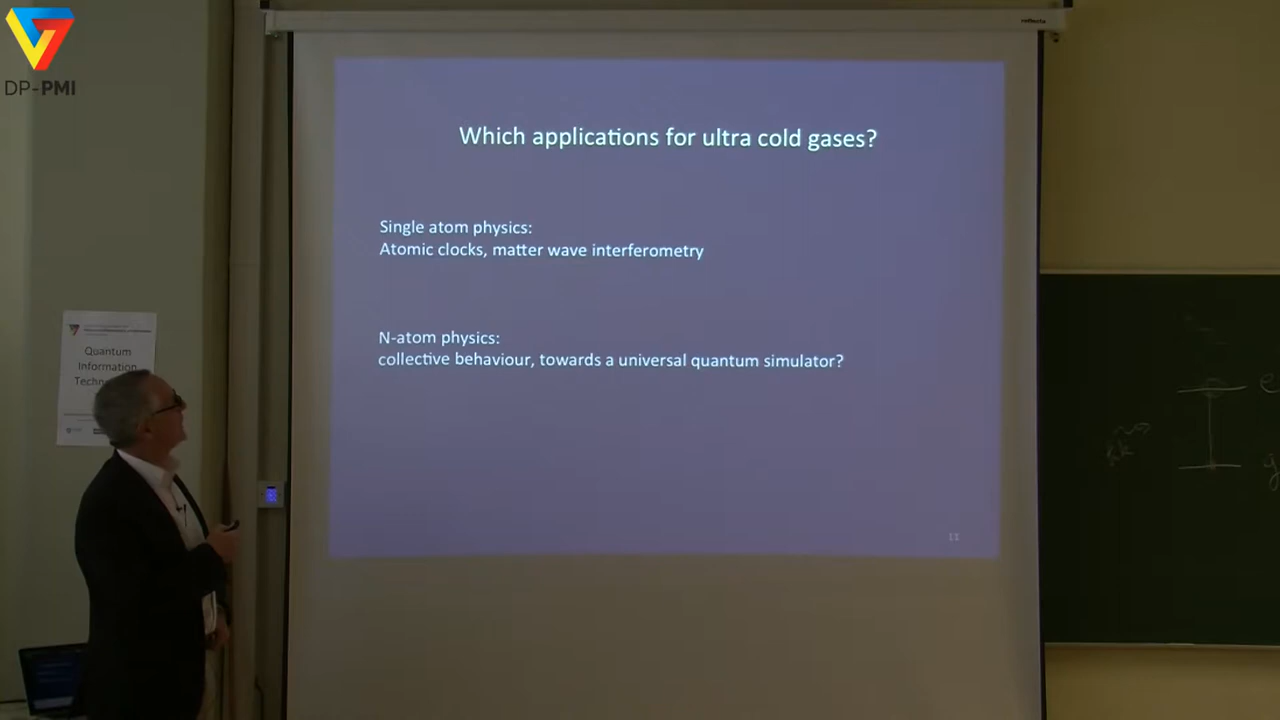 DP-PMI
reflecta
Which applications for ultra cold gases?
Single atom physics:
Atomic clocks, matter wave interferometry
N-atom physics:
collective behaviour, towards a universal quantum simulator?
Quantum
Information
e
g